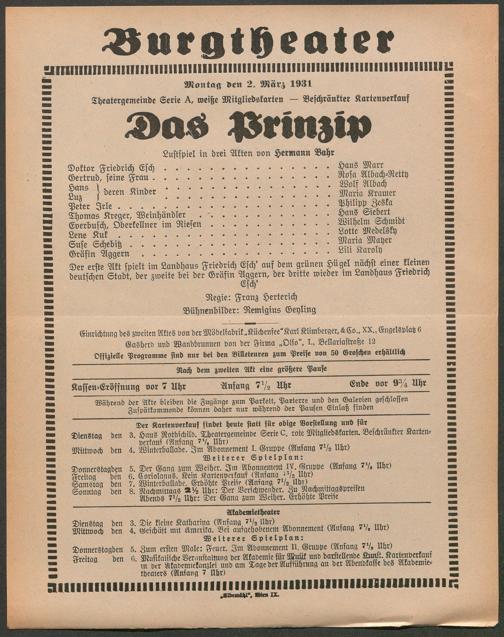 Burgtheater
Montag den 2. März 1931
Theatergemeinde Serie A, weiße Mitgliedskarten — Beschränkter Kartenverkauf
Das Prinzip
Lustspiel in drei Akten von Hermann Bahr
Doktor Friedrich Esch . . . . . . . . . . Hans Marr
Gertrud, seine Frau . . . . . . . . . . Rosa Albach-Retty
Hans } deren Kinder . . . . . . . . . . Wolf Albach
Lux } deren Kinder . . . . . . . . . . Maria Kramer
Peter Irle . . . . . . . . . . Philipp Zeska
Thomas Kreger, Weinhändler . . . . . . . . . . Hans Siebert
Everbusch, Oberkellner im Riesen . . . . . . . . . . Wilhelm Schmidt
Lene Kuk . . . . . . . . . . Lotte Medelsky
Suse Schebitz . . . . . . . . . . Maria Mayer
Gräfin Aggern . . . . . . . . . . Lili Karoly
Der erste Akt spielt im Landhaus Friedrich Esch' auf dem grünen Hügel nächst einer kleinen
deutschen Stadt, der zweite bei der Gräfin Aggern, der dritte wieder im Landhaus Friedrich
Esch'
Regie: Franz Herterich
Bühnenbilder: Remigius Geyling
Einrichtung des zweiten Aktes von der Möbelfabrik „Küchenfee" Karl Klimberger, & Co., XX., Engelsplatz 6
Gasherd und Wandbrunnen von der Firma „Olso", I., Bellariastraße 12
Offizielle Programme sind nur bei den Billeteuren zum Preise von 50 Groschen erhältlich
Nach dem zweiten Akt eine größere Pause
Kassen-Eröffnung vor 7 Uhr Anfang 7½ Uhr Ende vor 9¾ Uhr
Während der Akte bleiben die Zugänge zum Parkett, Parterre und den Galerien geschlossen
Zuspätkommende können daher nur während der Pausen Einlaß finden
Der Kartenverkauf findet heute statt für obige Vorstellung und für
Dienstag den 3. Haus Rothschild. Theatergemeinde Serie C, rote Mitgliedskarten. Beschränkter Karten-
verkauf (Anfang 7½ Uhr)
Mittwoch den 4. Winterballade. Im Abonnement I. Gruppe (Anfang 7½ Uhr)
Weiterer Spielplan:
Donnerstag den 5. Der Gang zum Weiher. Im Abonnement IV. Gruppe (Anfang 7½ Uhr)
Freitag den 6. Coriolanus. Kein Kartenverkauf (Anfang 7½ Uhr)
Samstag den 7. Winterballade. Erhöhte Preise (Anfang 7½ Uhr)
Sonntag den 8. Nachmittags 2½ Uhr: Der Verschwender. Zu Nachmittagspreisen
Abends 7½ Uhr: Der Gang zum Weiher. Erhöhte Preise
Akademietheater
Dienstag den 3. Die kleine Katharina (Anfang 7½ Uhr)
Mittwoch den 4. Geschäft mit Amerika. Bei aufgehobenem Abonnement (Anfang 7½ Uhr)
Weiterer Spielplan:
Donnerstag den 5. Zum ersten Male: Feuer. Im Abonnement II. Gruppe (Anfang 7½ Uhr)
Freitag den 6. Musikalische Veranstaltung der Akademie für Musik und darstellende Kunst. Kartenverkauf
in der Akademiekanzlei und am Tage der Aufführung an der Abendkasse des Akademie-
theaters (Anfang 7 Uhr)
„Elbemühl", Wien IX.